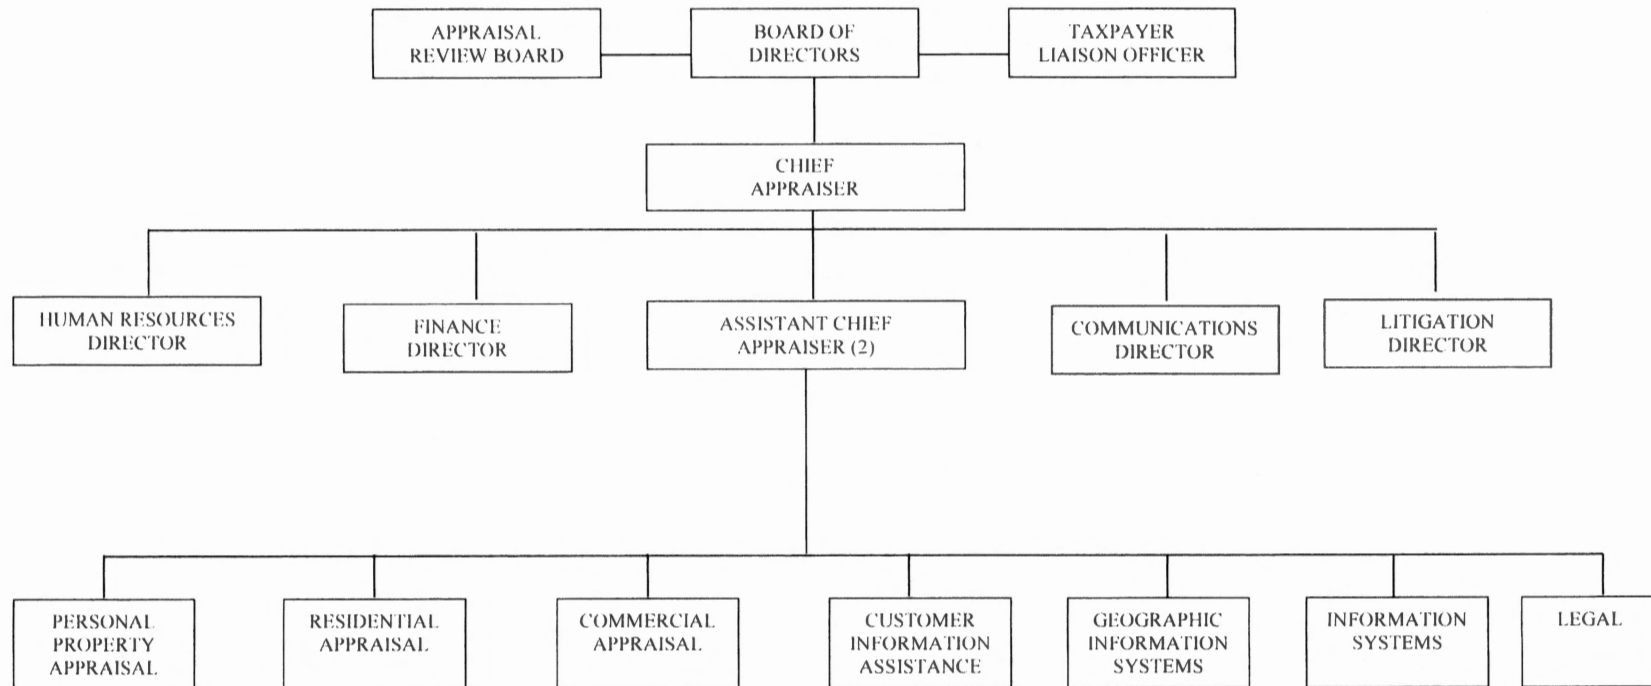 APPRAISAL
REVIEW BOARD
BOARD OF
DIRECTORS
TAXPAYER
LIAISON OFFICER
CHIEF
APPRAISER
HUMAN RESOURCES
DIRECTOR
FINANCE
DIRECTOR
ASSISTANT CHIEF
APPRAISER (2)
COMMUNICATIONS
DIRECTOR
LITIGATION
DIRECTOR
PERSONAL
PROPERTY
APPRAISAL
RESIDENTIAL
APPRAISAL
COMMERCIAL
APPRAISAL
CUSTOMER
INFORMATION
ASSISTANCE
GEOGRAPHIC
INFORMATION
SYSTEMS
INFORMATION
SYSTEMS
LEGAL